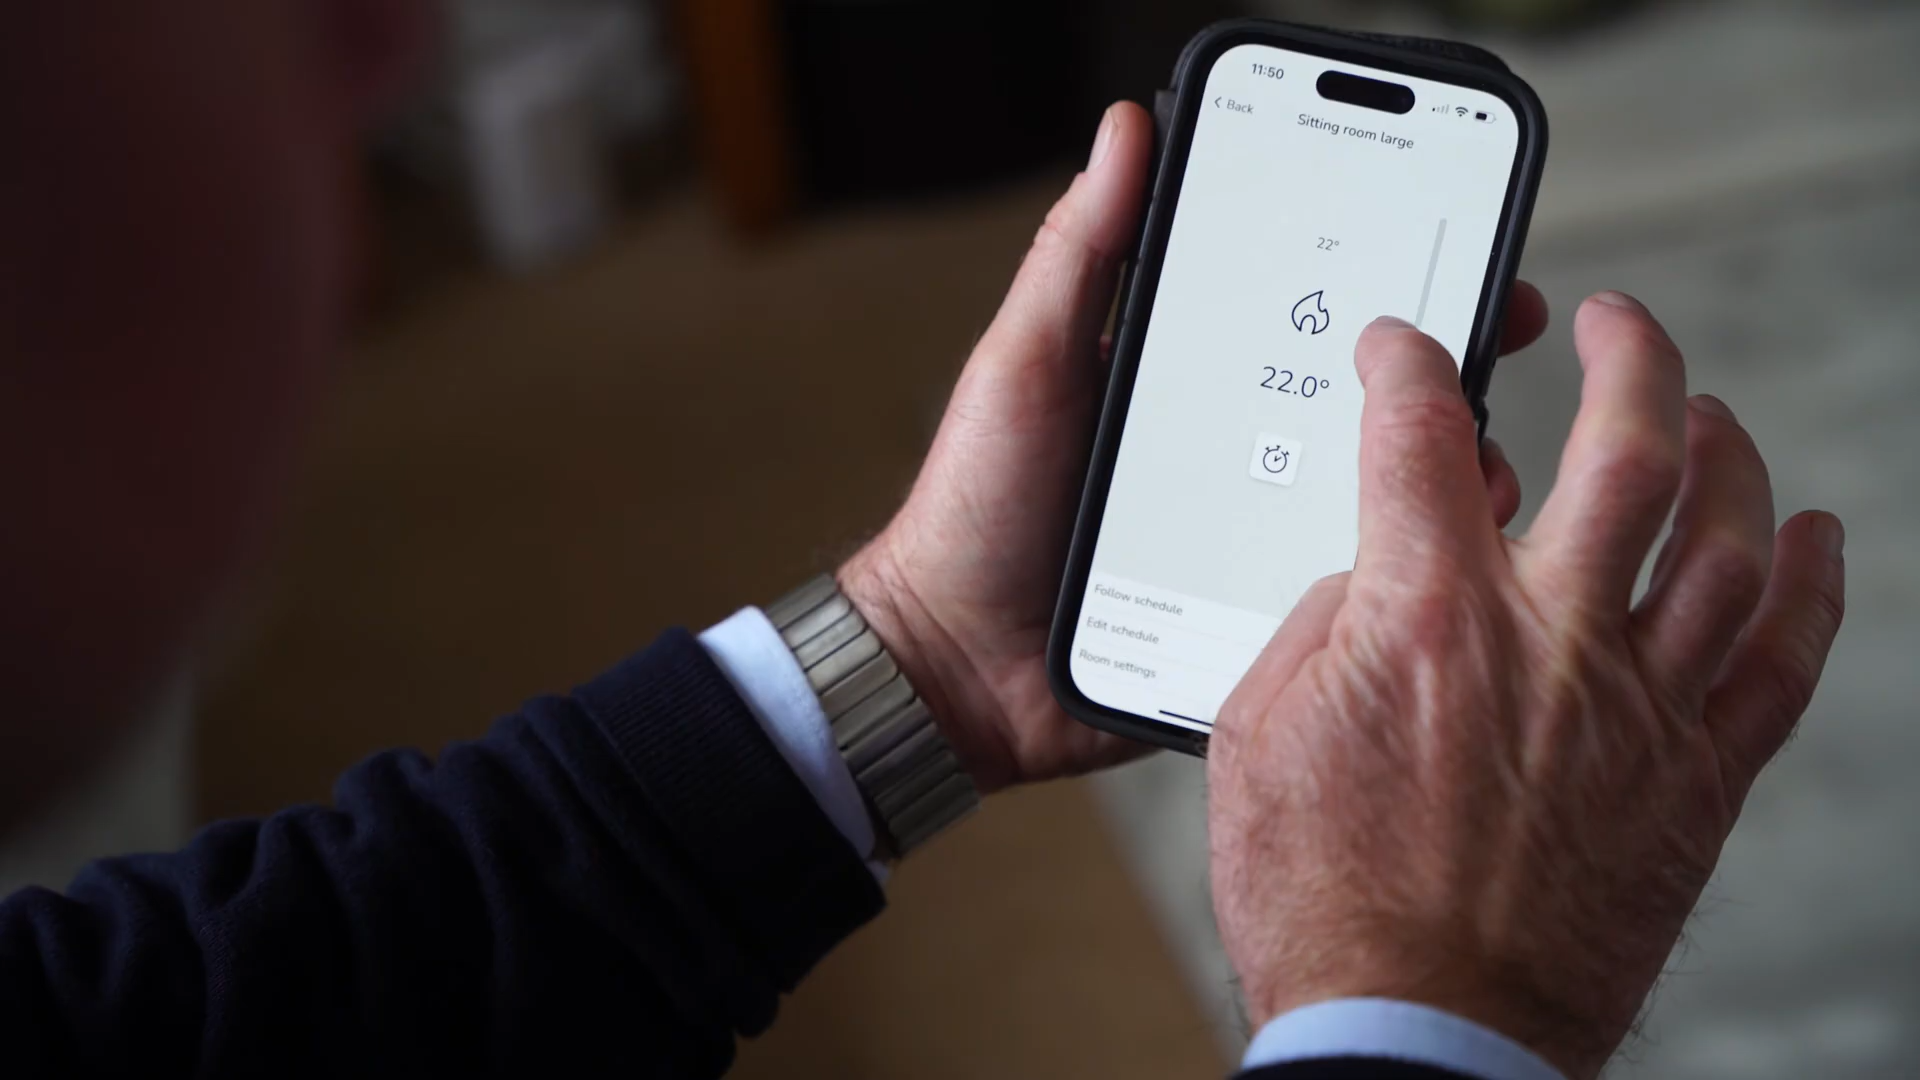 11:50
Back
Sitting room large
22°
22.0°
Follow schedule
Edit schedule
Room settings